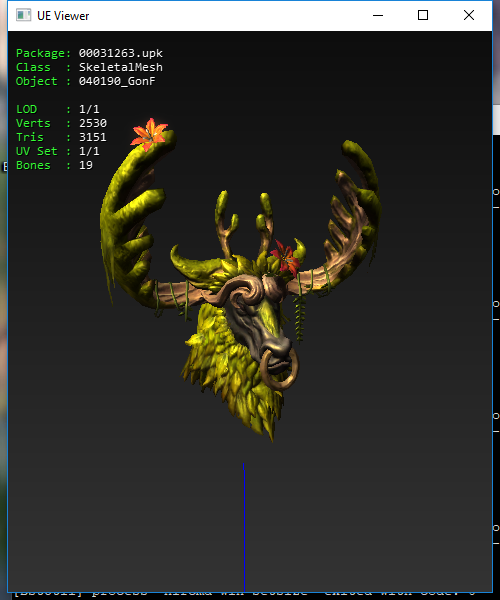 UE Viewer
Package: 00031263.upk
Class : SkeletalMesh
Object : 040190_GonF
LOD : 1/1
Verts : 2530
Tris : 3151
UV Set : 1/1
Bones : 19